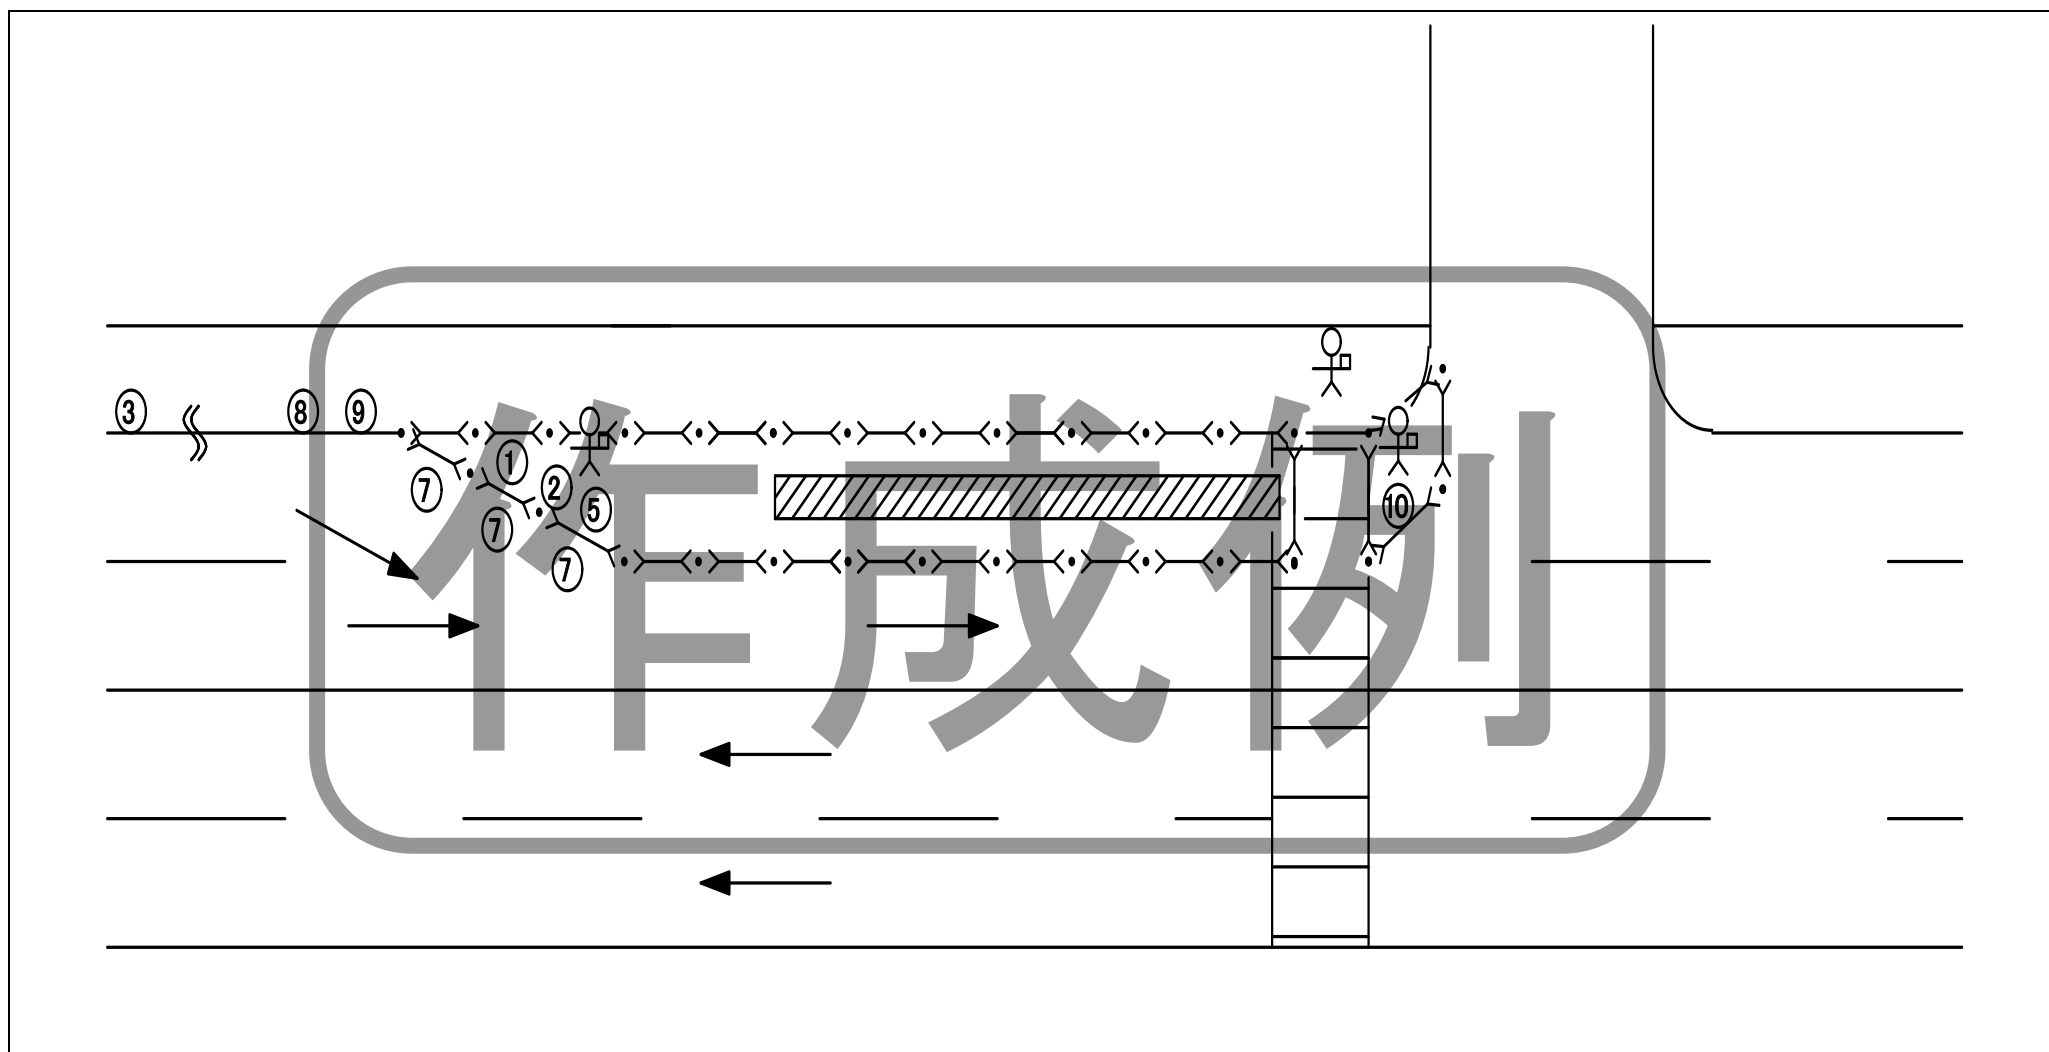 ③ ⑧ ⑨
① ② ⑤ ⑩
⑦ ⑦ ⑦
作成例